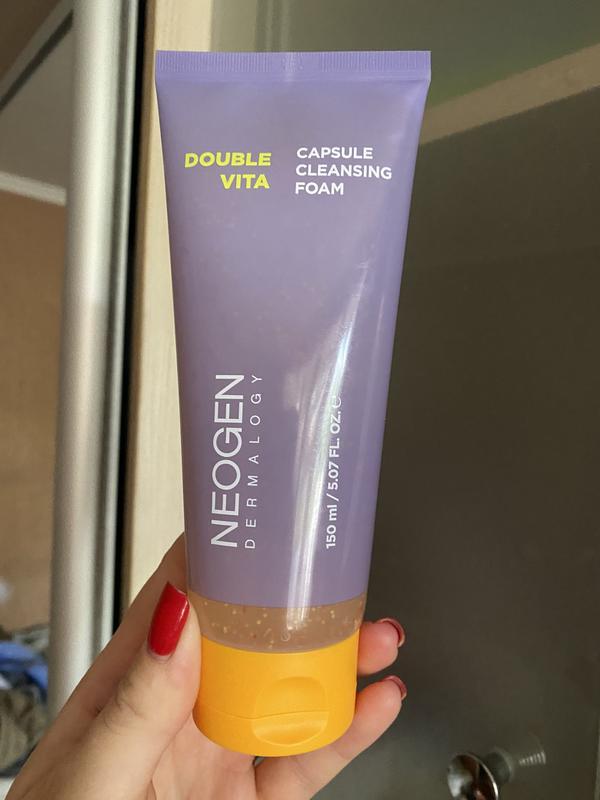 DOUBLE
VITA
CAPSULE
CLEANSING
FOAM
NEOGEN
DERMALOGY
150 ml / 5.07 FL. OZ. ℮